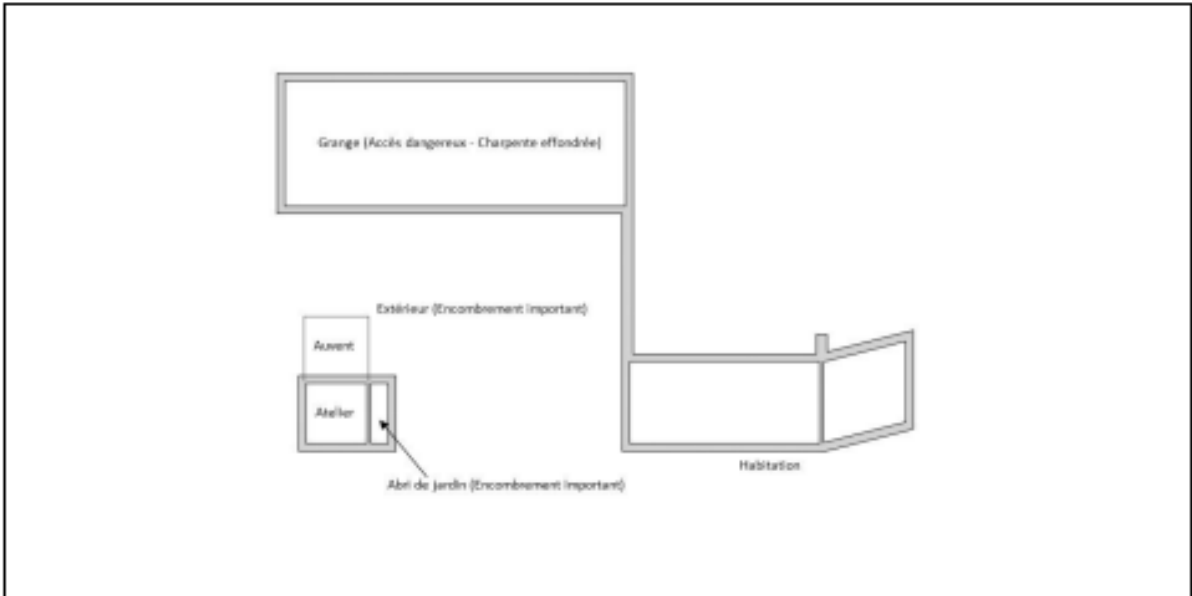 Grange (Accès dangereux - Charpente effondrée)
Extérieur (Encombrement important)
Auvent
Atelier
Habitation
Abri de jardin (Encombrement important)